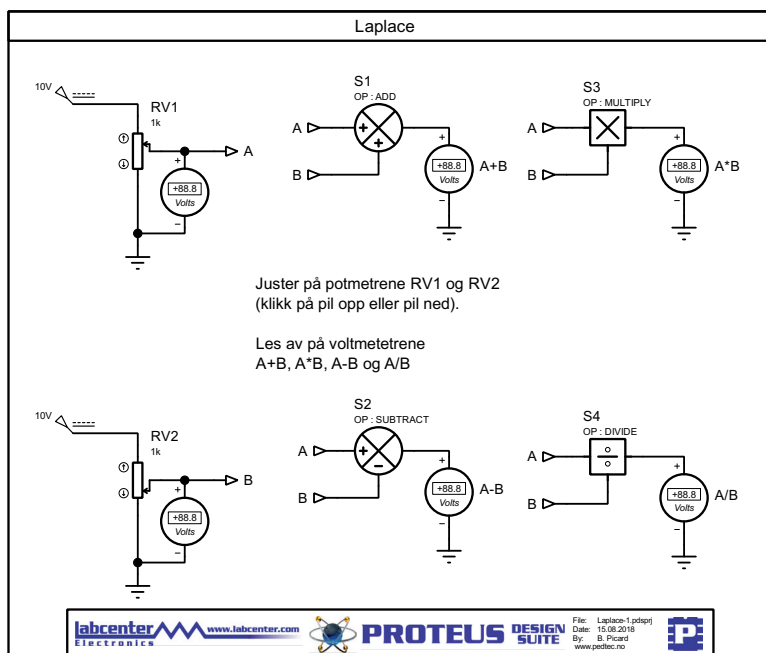 Laplace
10V
RV1
1k
A
+88.8
Volts
+
−
S1
OP : ADD
A
B
+
+
+
+88.8
Volts
−
A+B
S3
OP : MULTIPLY
A
B
+
+88.8
Volts
−
A*B
Juster på potmetrene RV1 og RV2
(klikk på pil opp eller pil ned).
Les av på voltmetetrene
A+B, A*B, A-B og A/B
10V
RV2
1k
B
+
+88.8
Volts
−
S2
OP : SUBTRACT
A
B
+
−
+
+88.8
Volts
−
A-B
S4
OP : DIVIDE
A
B
+
+88.8
Volts
−
A/B
labcenter www.labcenter.com
Electronics
PROTEUS DESIGN SUITE
File: Laplace-1.pdsprj
Date: 15.08.2018
By: B. Picard
www.pedtec.no
P